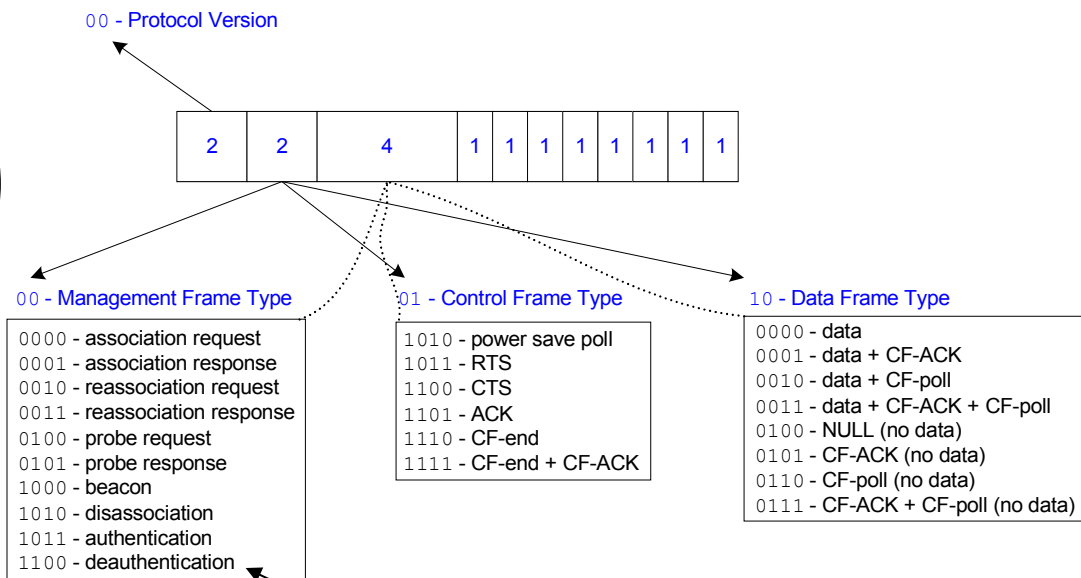 00 - Protocol Version
2 2 4 1 1 1 1 1 1 1 1
00 - Management Frame Type
0000 - association request
0001 - association response
0010 - reassociation request
0011 - reassociation response
0100 - probe request
0101 - probe response
1000 - beacon
1010 - disassociation
1011 - authentication
1100 - deauthentication
01 - Control Frame Type
1010 - power save poll
1011 - RTS
1100 - CTS
1101 - ACK
1110 - CF-end
1111 - CF-end + CF-ACK
10 - Data Frame Type
0000 - data
0001 - data + CF-ACK
0010 - data + CF-poll
0011 - data + CF-ACK + CF-poll
0100 - NULL (no data)
0101 - CF-ACK (no data)
0110 - CF-poll (no data)
0111 - CF-ACK + CF-poll (no data)